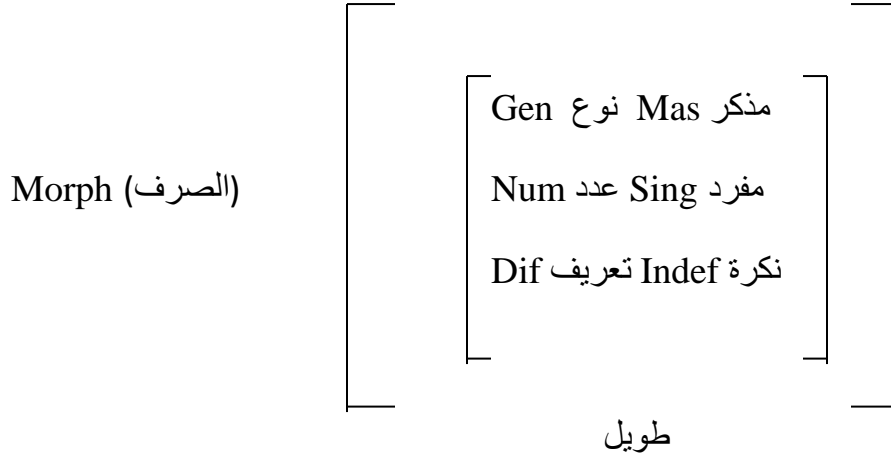 Gen نوع Mas مذكر
Morph (الصرف)
Num عدد Sing مفرد
Dif تعريف Indef نكرة
طويل